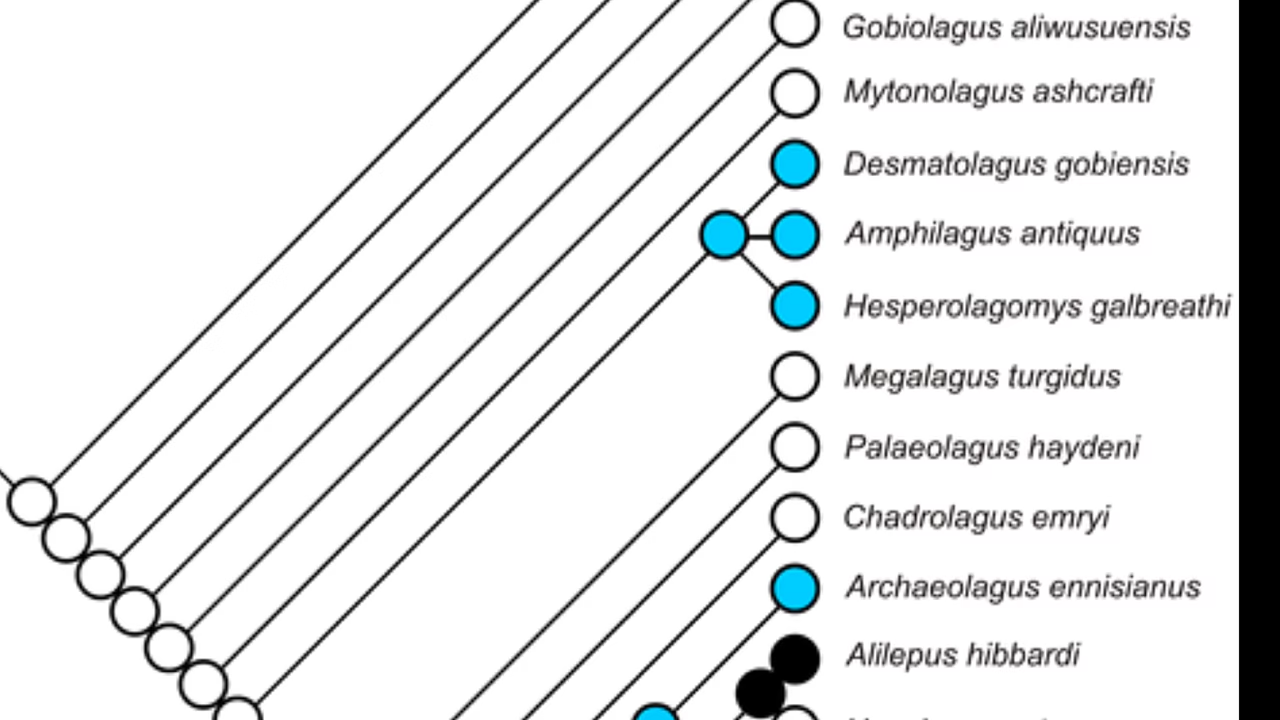 Gobiolagus aliwusuensis
Mytonolagus ashcrafti
Desmatolagus gobiensis
Amphilagus antiquus
Hesperolagomys galbreathi
Megalagus turgidus
Palaeolagus haydeni
Chadrolagus emryi
Archaeolagus ennisianus
Alilepus hibbardi